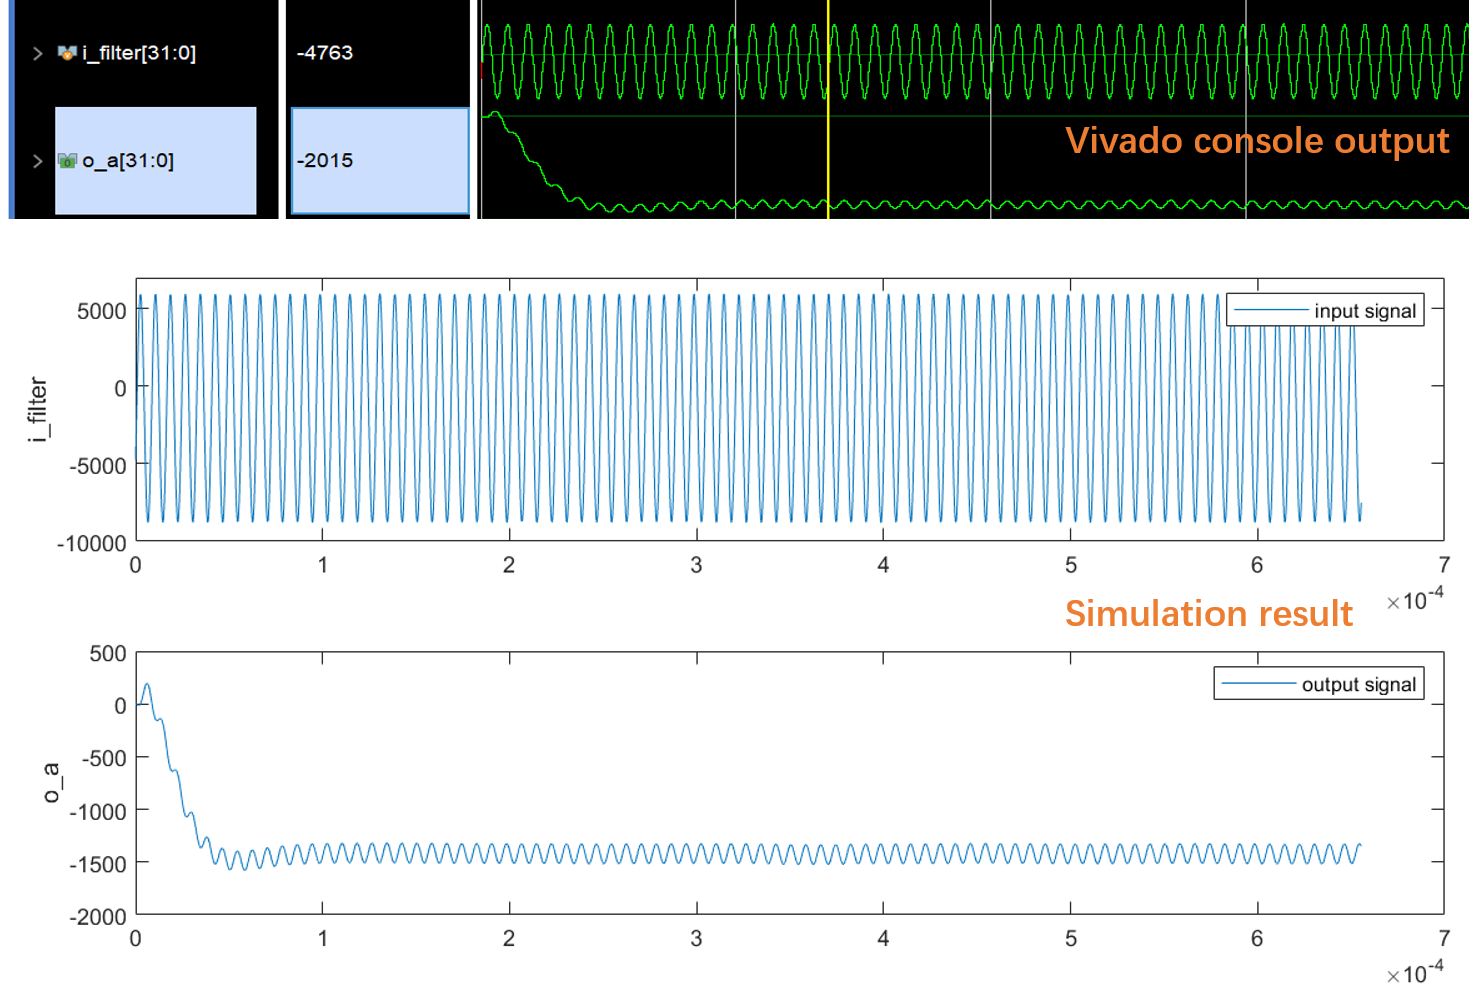 i_filter[31:0]
-4763
o_a[31:0]
-2015
Vivado console output
5000
0
-5000
-10000
i_filter
input signal
0 1 2 3 4 5 6 7
×10-4
Simulation result
500
0
-500
-1000
-1500
-2000
o_a
output signal
0 1 2 3 4 5 6 7
×10-4